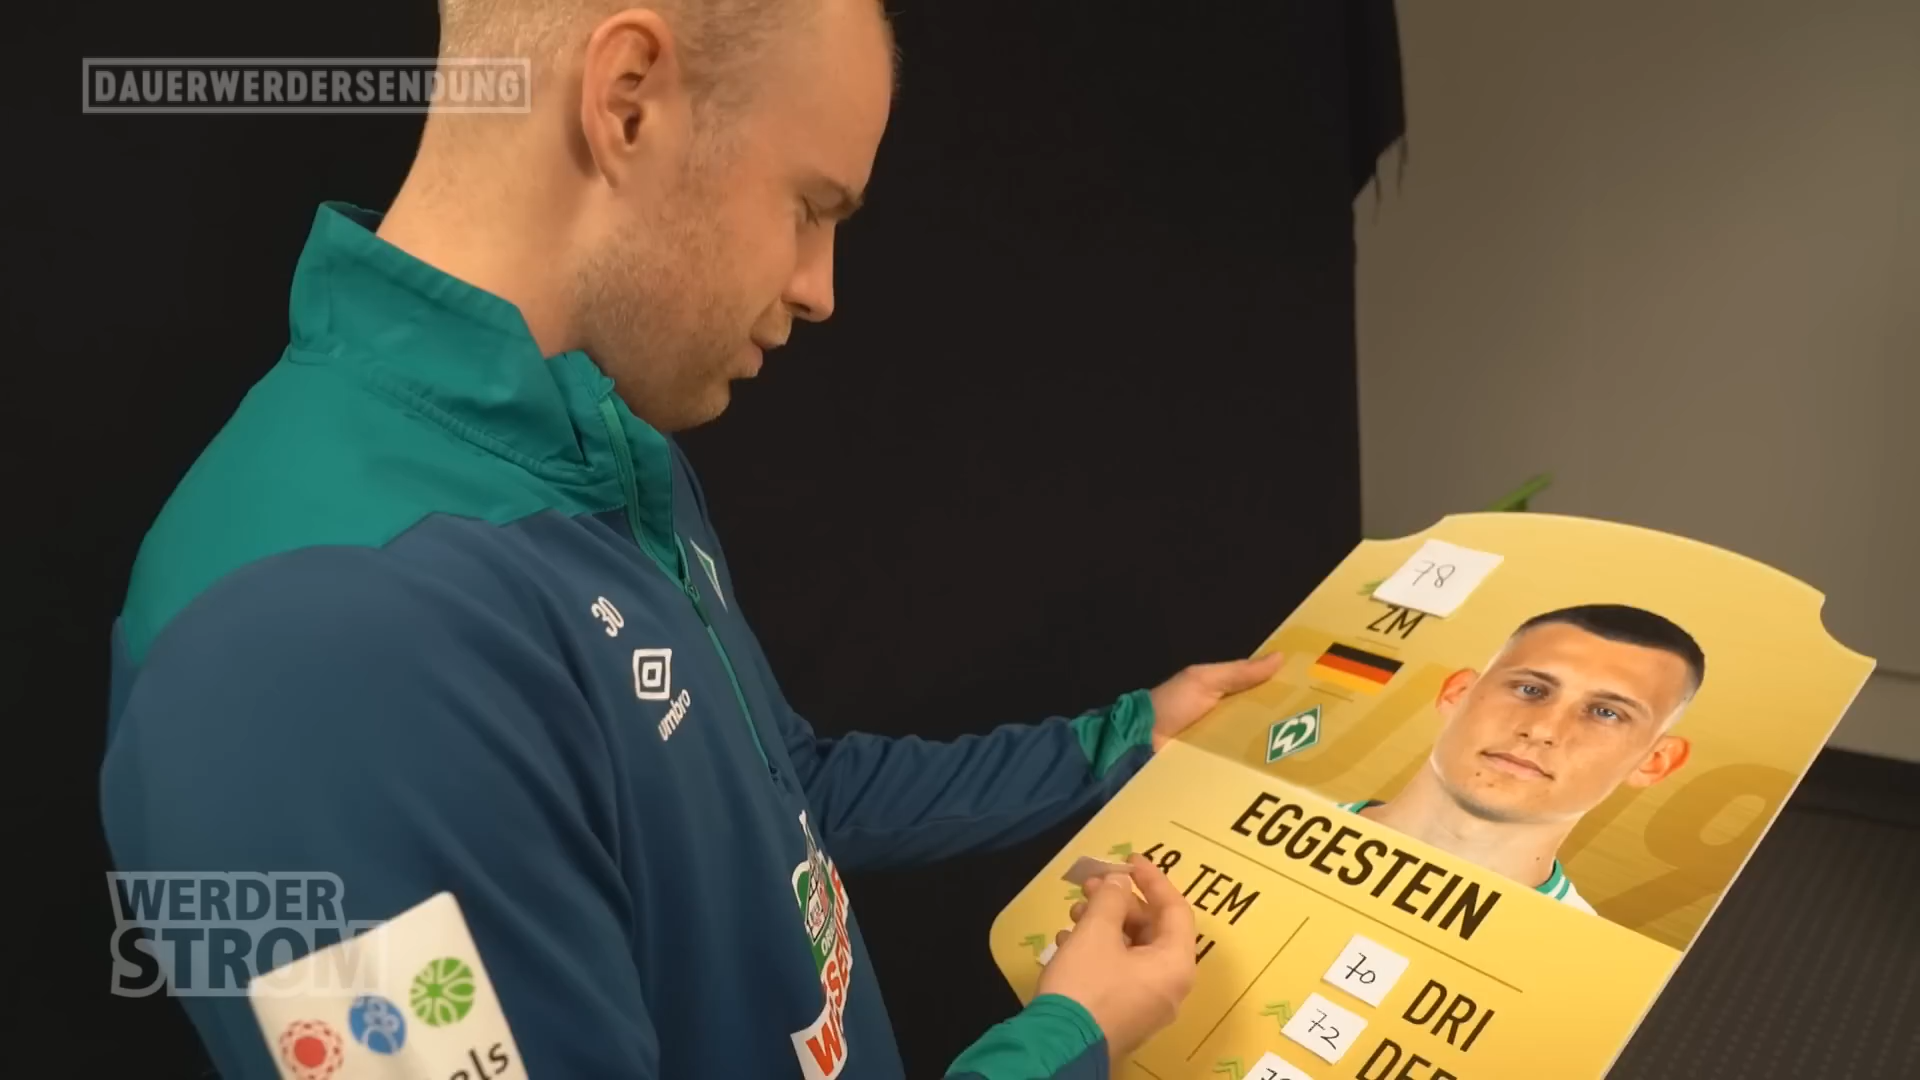 DAUERWERDERSENDUNG
30
umbro
78
ZM
EGGESTEIN
68 TEM
70 DRI
72 DEF
WERDER
STROM